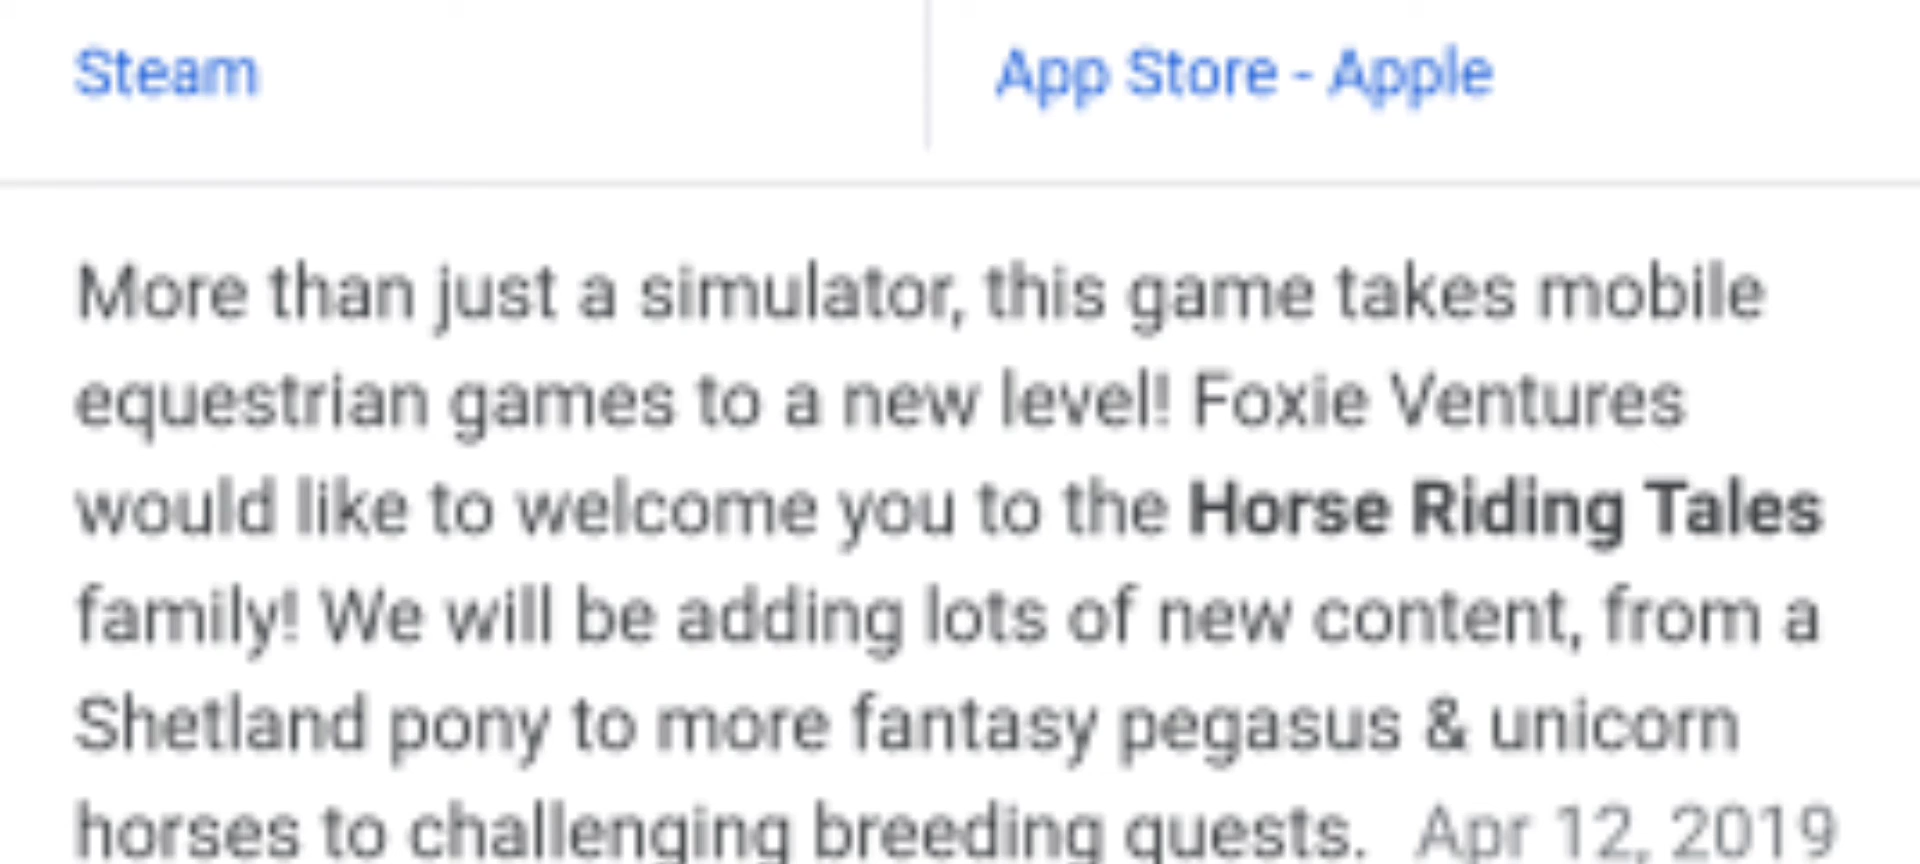 Steam
App Store - Apple
More than just a simulator, this game takes mobile
equestrian games to a new level! Foxie Ventures
would like to welcome you to the Horse Riding Tales
family! We will be adding lots of new content, from a
Shetland pony to more fantasy pegasus & unicorn
horses to challenging breeding quests. Apr 12, 2019